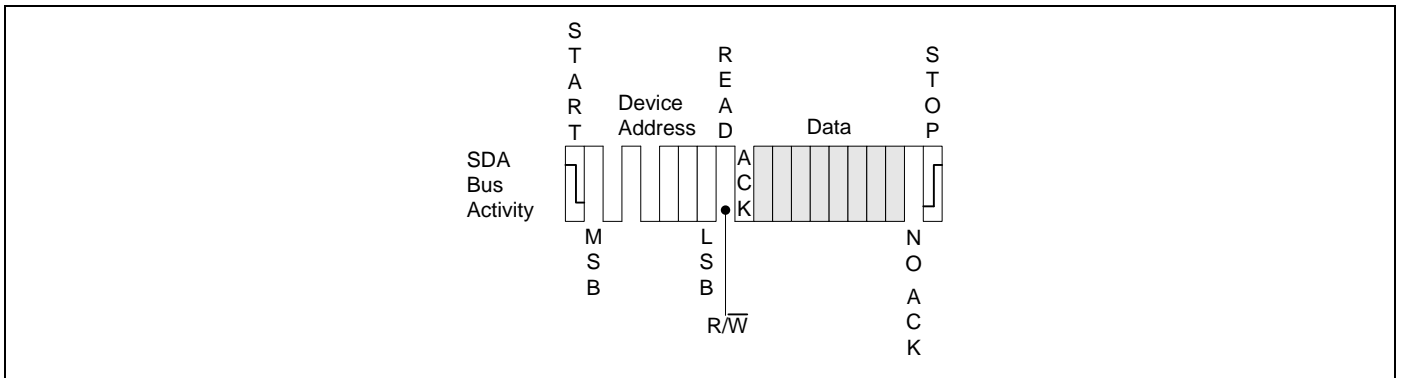 START
READ
STOP
Device
Address
Data
SDA
Bus
Activity
ACK
MSB
LSB
NO ACK
R/W̅